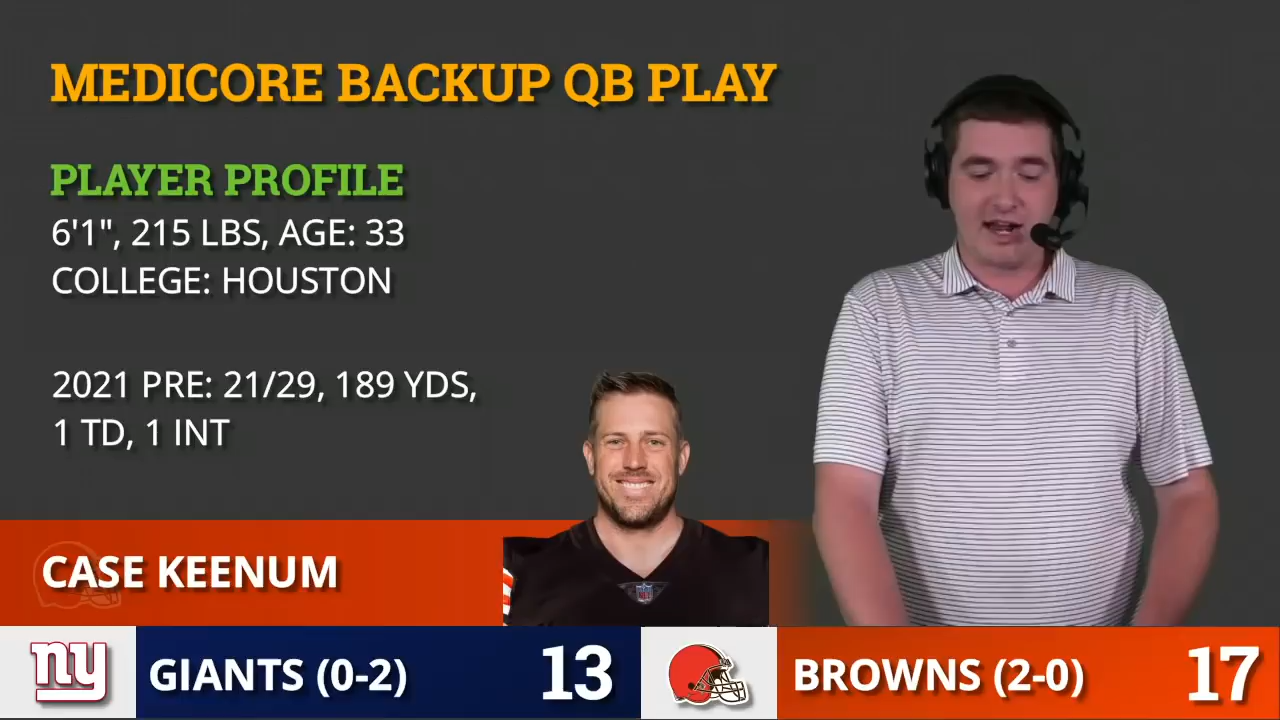 MEDICORE BACKUP QB PLAY
PLAYER PROFILE
6'1", 215 LBS, AGE: 33
COLLEGE: HOUSTON
2021 PRE: 21/29, 189 YDS,
1 TD, 1 INT
CASE KEENUM
NFL
ny GIANTS (0-2) 13 BROWNS (2-0) 17